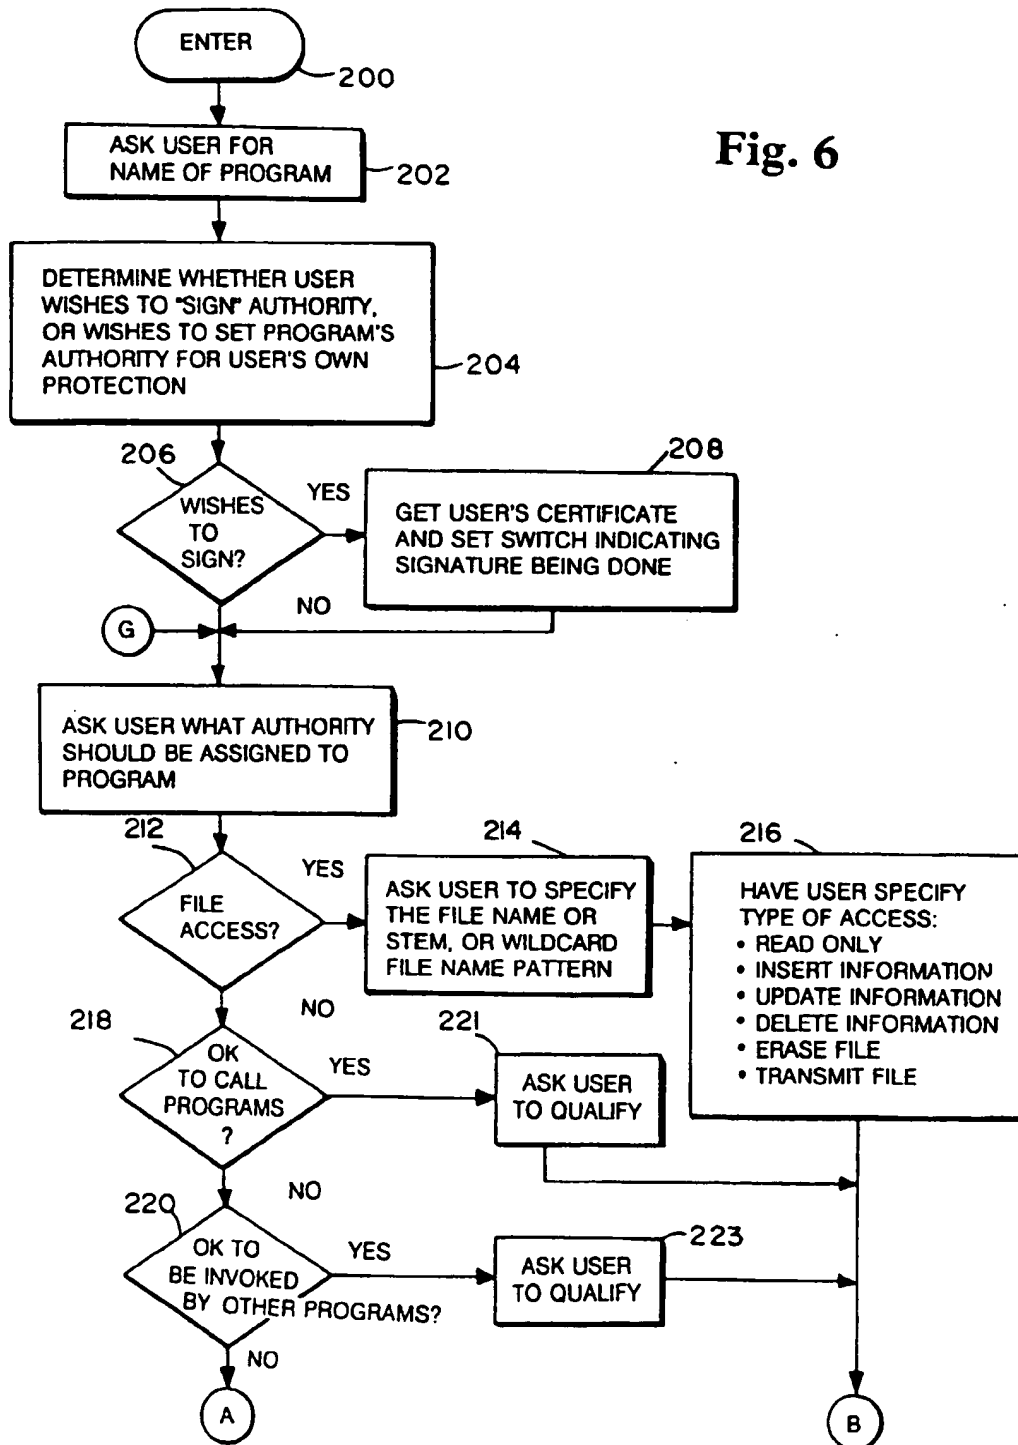 ENTER
200
Fig. 6
ASK USER FOR
NAME OF PROGRAM
202
DETERMINE WHETHER USER
WISHES TO "SIGN" AUTHORITY,
OR WISHES TO SET PROGRAM'S
AUTHORITY FOR USER'S OWN
PROTECTION
204
206
WISHES
TO
SIGN?
YES
208
GET USER'S CERTIFICATE
AND SET SWITCH INDICATING
SIGNATURE BEING DONE
NO
G
ASK USER WHAT AUTHORITY
SHOULD BE ASSIGNED TO
PROGRAM
210
212
FILE
ACCESS?
YES
214
ASK USER TO SPECIFY
THE FILE NAME OR
STEM, OR WILDCARD
FILE NAME PATTERN
216
HAVE USER SPECIFY
TYPE OF ACCESS:
• READ ONLY
• INSERT INFORMATION
• UPDATE INFORMATION
• DELETE INFORMATION
• ERASE FILE
• TRANSMIT FILE
NO
218
OK
TO CALL
PROGRAMS
?
YES
221
ASK USER
TO QUALIFY
NO
220
OK TO
BE INVOKED
BY OTHER PROGRAMS?
YES
223
ASK USER
TO QUALIFY
NO
A
B